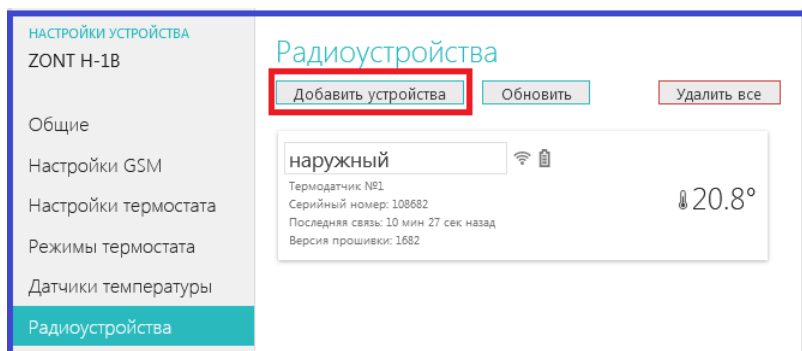 НАСТРОЙКИ УСТРОЙСТВА
ZONT H-1В
Общие
Настройки GSM
Настройки термостата
Режимы термостата
Датчики температуры
Радиоустройства
Радиоустройства
Добавить устройства
Обновить
Удалить все
наружный
Термодатчик №1
Серийный номер: 108682
Последняя связь: 10 мин 27 сек назад
Версия прошивки: 1682
20.8°